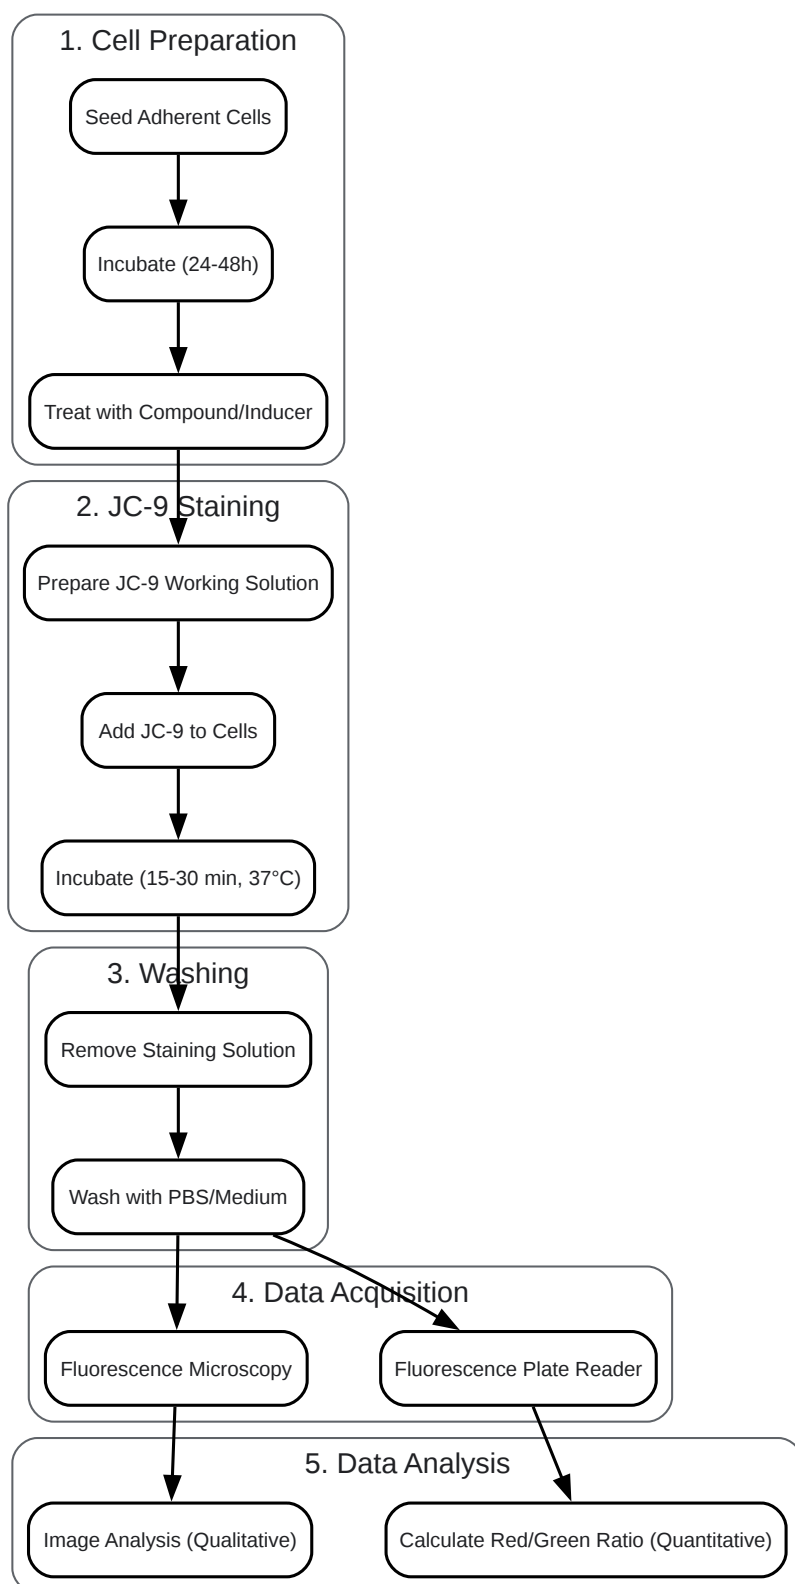 1. Cell Preparation
Seed Adherent Cells
Incubate (24-48h)
Treat with Compound/Inducer
2. JC-9 Staining
Prepare JC-9 Working Solution
Add JC-9 to Cells
Incubate (15-30 min, 37°C)
3. Washing
Remove Staining Solution
Wash with PBS/Medium
4. Data Acquisition
Fluorescence Microscopy
Fluorescence Plate Reader
5. Data Analysis
Image Analysis (Qualitative)
Calculate Red/Green Ratio (Quantitative)